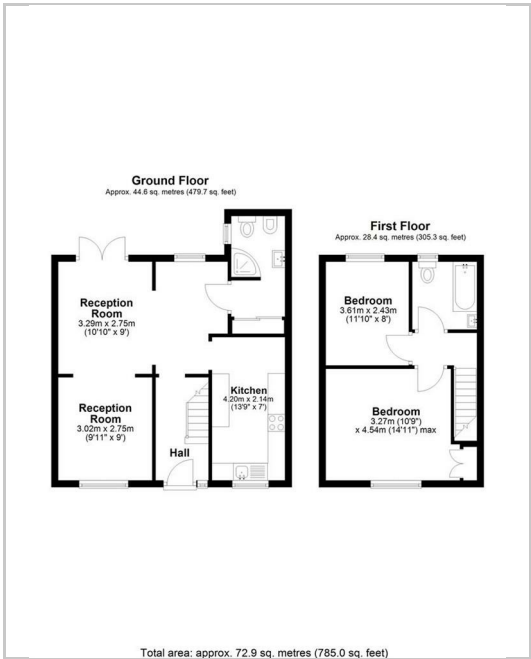 Ground Floor
Approx. 44.6 sq. metres (479.7 sq. feet)
Reception
Room
3.29m x 2.75m
(10'10" x 9')
Reception
Room
3.02m x 2.75m
(9'11" x 9')
Hall
Kitchen
4.20m x 2.14m
(13'9" x 7')
First Floor
Approx. 28.4 sq. metres (305.3 sq. feet)
Bedroom
3.61m x 2.43m
(11'10" x 8')
Bedroom
3.27m (10'9")
x 4.54m (14'11") max
Total area: approx. 72.9 sq. metres (785.0 sq. feet)